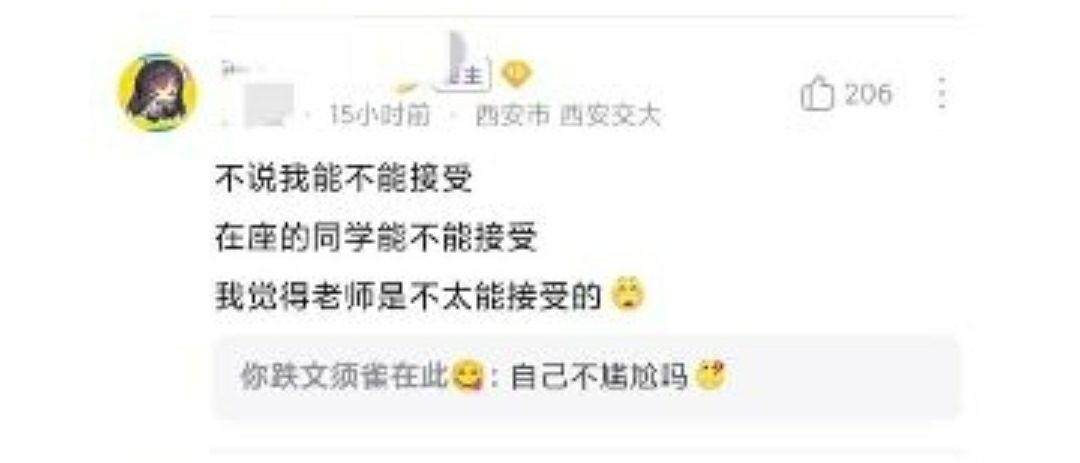 主
15小时前 · 西安市 西安交大
206
不说我能不能接受
在座的同学能不能接受
我觉得老师是不太能接受的
你跌文须雀在此😋: 自己不尴尬吗